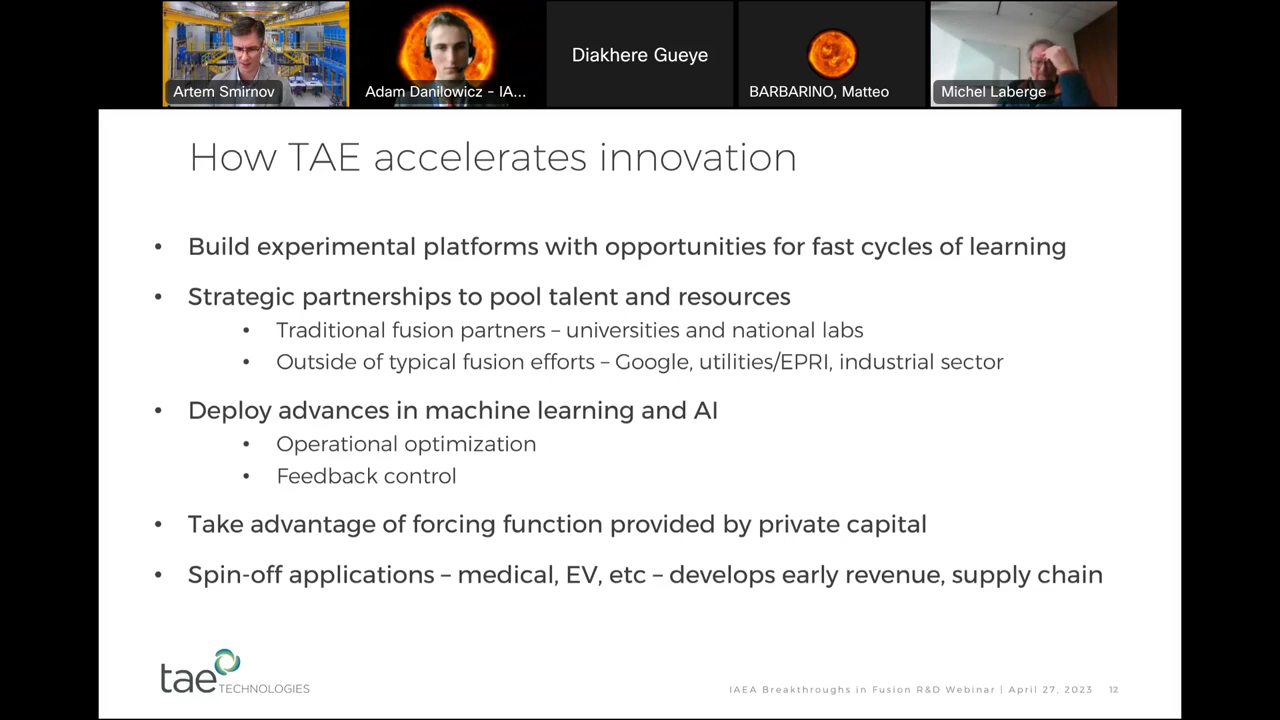 Artem Smirnov
Adam Danilowicz - IA...
Diakhere Gueye
BARBARINO, Matteo
Michel Laberge
How TAE accelerates innovation
• Build experimental platforms with opportunities for fast cycles of learning
• Strategic partnerships to pool talent and resources
• Traditional fusion partners – universities and national labs
• Outside of typical fusion efforts – Google, utilities/EPRI, industrial sector
• Deploy advances in machine learning and AI
• Operational optimization
• Feedback control
• Take advantage of forcing function provided by private capital
• Spin-off applications – medical, EV, etc – develops early revenue, supply chain
tae TECHNOLOGIES
IAEA Breakthroughs in Fusion R&D Webinar | April 27, 2023 12